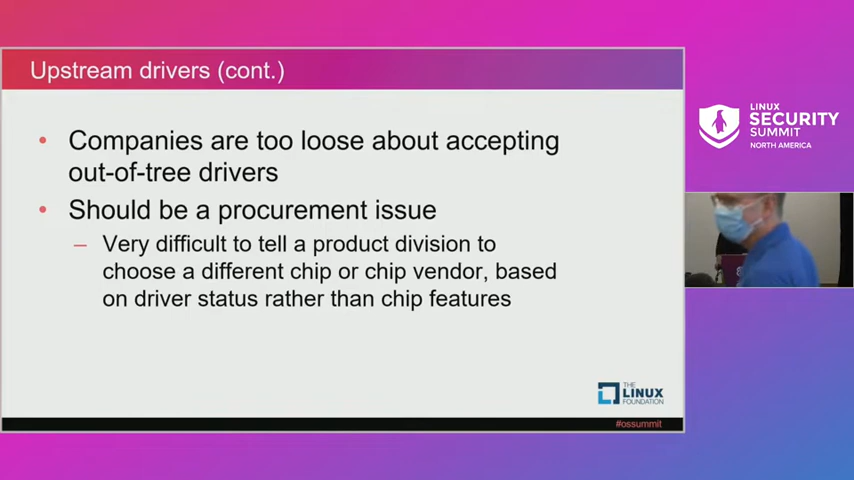 Upstream drivers (cont.)
• Companies are too loose about accepting
out-of-tree drivers
• Should be a procurement issue
– Very difficult to tell a product division to
choose a different chip or chip vendor, based
on driver status rather than chip features
THE
LINUX
FOUNDATION
#ossummit
LINUX
SECURITY
SUMMIT
NORTH AMERICA